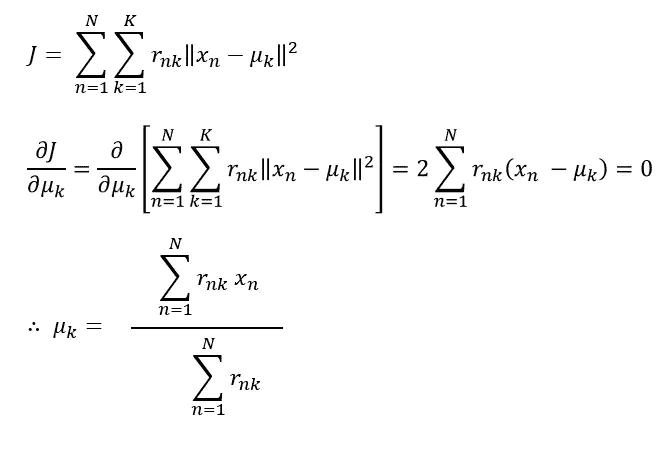 J = ∑_{n=1}^{N} ∑_{k=1}^{K} r_{nk} ‖x_n − μ_k‖²
∂J/∂μ_k = ∂/∂μ_k [∑_{n=1}^{N} ∑_{k=1}^{K} r_{nk} ‖x_n − μ_k‖²] = 2 ∑_{n=1}^{N} r_{nk}(x_n − μ_k) = 0
∴ μ_k = (∑_{n=1}^{N} r_{nk} x_n) / (∑_{n=1}^{N} r_{nk})